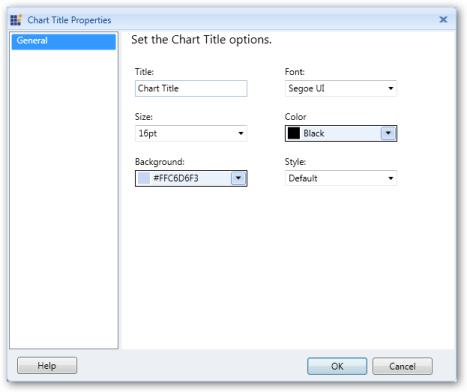 Chart Title Properties
General
Set the Chart Title options.
Title:
Font:
Chart Title
Segoe UI
Size:
Color
16pt
Black
Background:
Style:
#FFC6D6F3
Default
Help
OK
Cancel